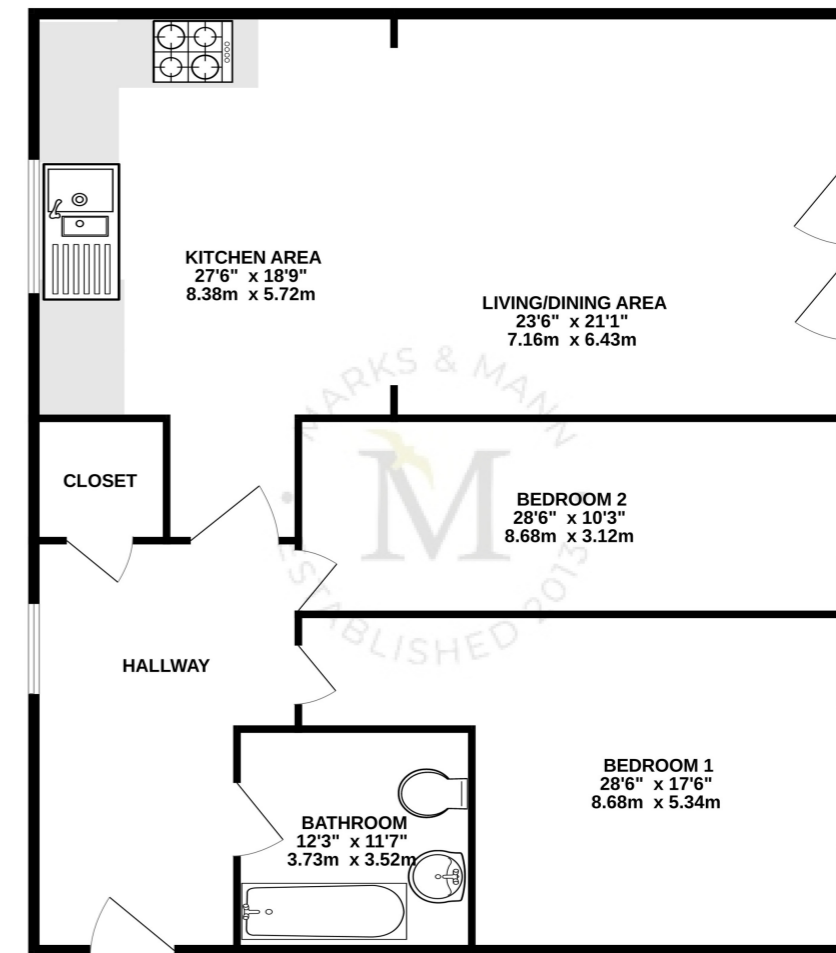 KITCHEN AREA
27'6" x 18'9"
8.38m x 5.72m
LIVING/DINING AREA
23'6" x 21'1"
7.16m x 6.43m
MARKS & MANN
M
ESTABLISHED 2013
CLOSET
BEDROOM 2
28'6" x 10'3"
8.68m x 3.12m
HALLWAY
BEDROOM 1
28'6" x 17'6"
8.68m x 5.34m
BATHROOM
12'3" x 11'7"
3.73m x 3.52m